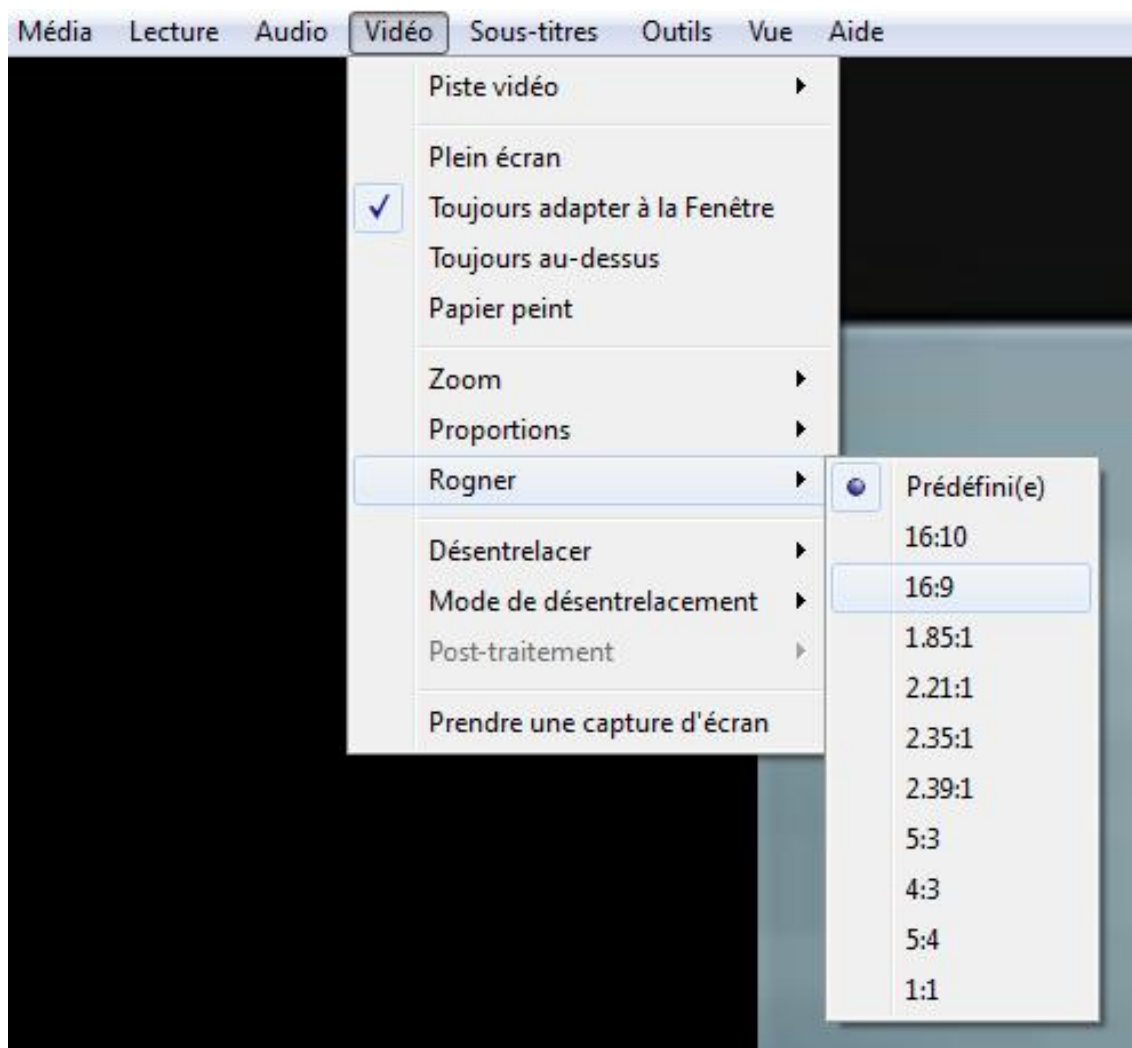 Média Lecture Audio Vidéo Sous-titres Outils Vue Aide
Piste vidéo
Plein écran
Toujours adapter à la Fenêtre
Toujours au-dessus
Papier peint
Zoom
Proportions
Rogner
Désentrelacer
Mode de désentrelacement
Post-traitement
Prendre une capture d'écran
Prédéfini(e)
16:10
16:9
1.85:1
2.21:1
2.35:1
2.39:1
5:3
4:3
5:4
1:1